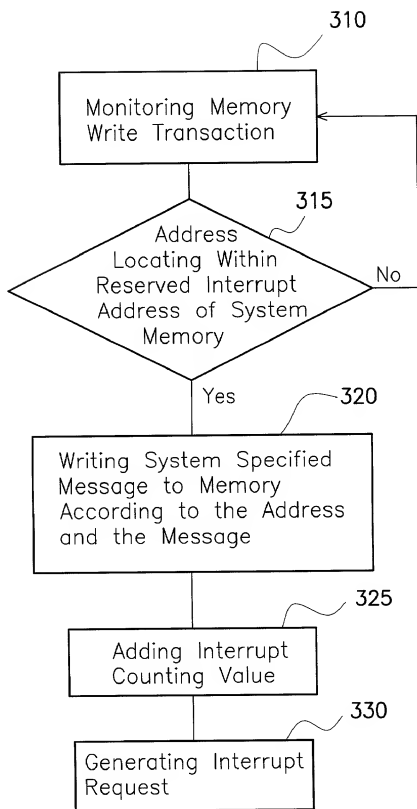 310
Monitoring Memory
Write Transaction
315
Address
Locating Within
Reserved Interrupt
Address of System
Memory
No
Yes
320
Writing System Specified
Message to Memory
According to the Address
and the Message
325
Adding Interrupt
Counting Value
330
Generating Interrupt
Request